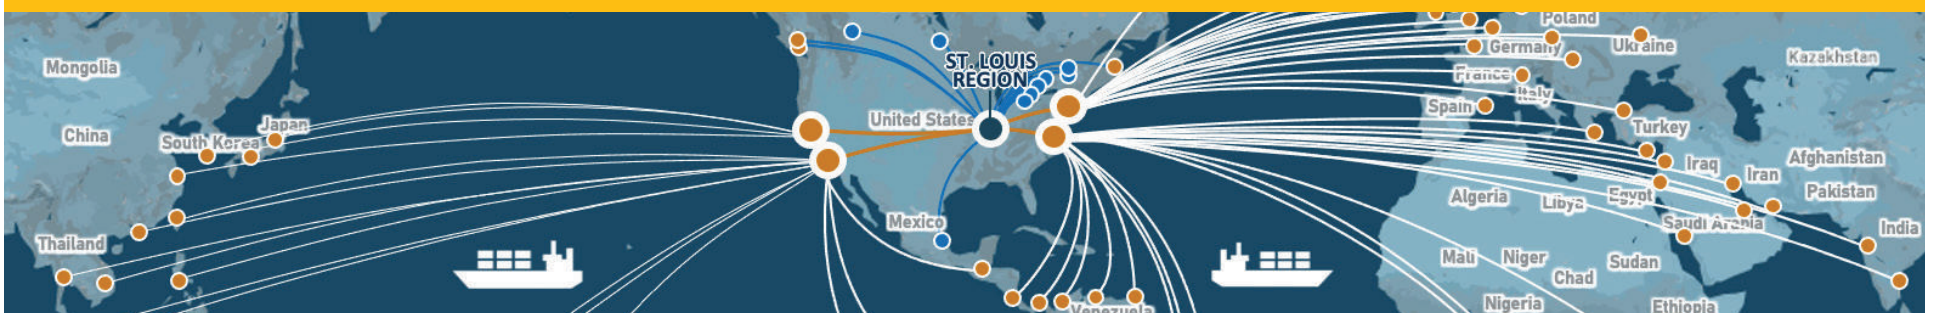 Mongolia
China
South Korea
Japan
Thailand
ST. LOUIS
REGION
United States
Mexico
Venezuela
Poland
Germany
Ukraine
Kazakhstan
France
Italy
Spain
Turkey
Iraq
Iran
Afghanistan
Pakistan
Algeria
Libya
Egypt
Saudi Arabia
India
Mali
Niger
Chad
Sudan
Nigeria
Ethiopia